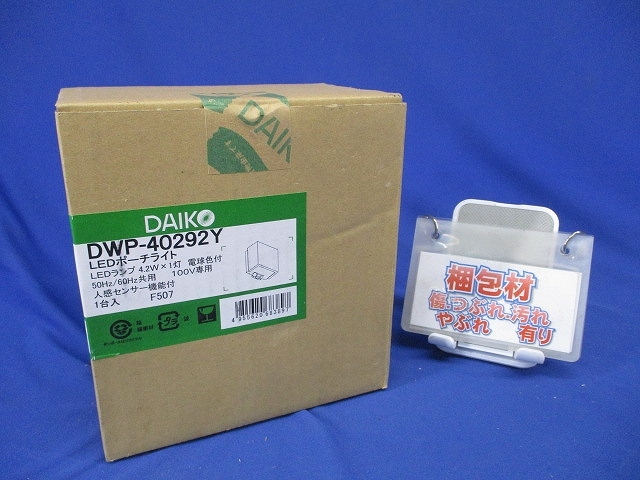 DAIKO
DAIKO
DWP-40292Y
LEDポーチライト
LEDランプ 4.2W×1灯 電球色付
50Hz/60Hz共用 100V専用
人感センサー機能付
1台入 F507
梱包材
傷・つぶれ・汚れ
やぶれ 有り